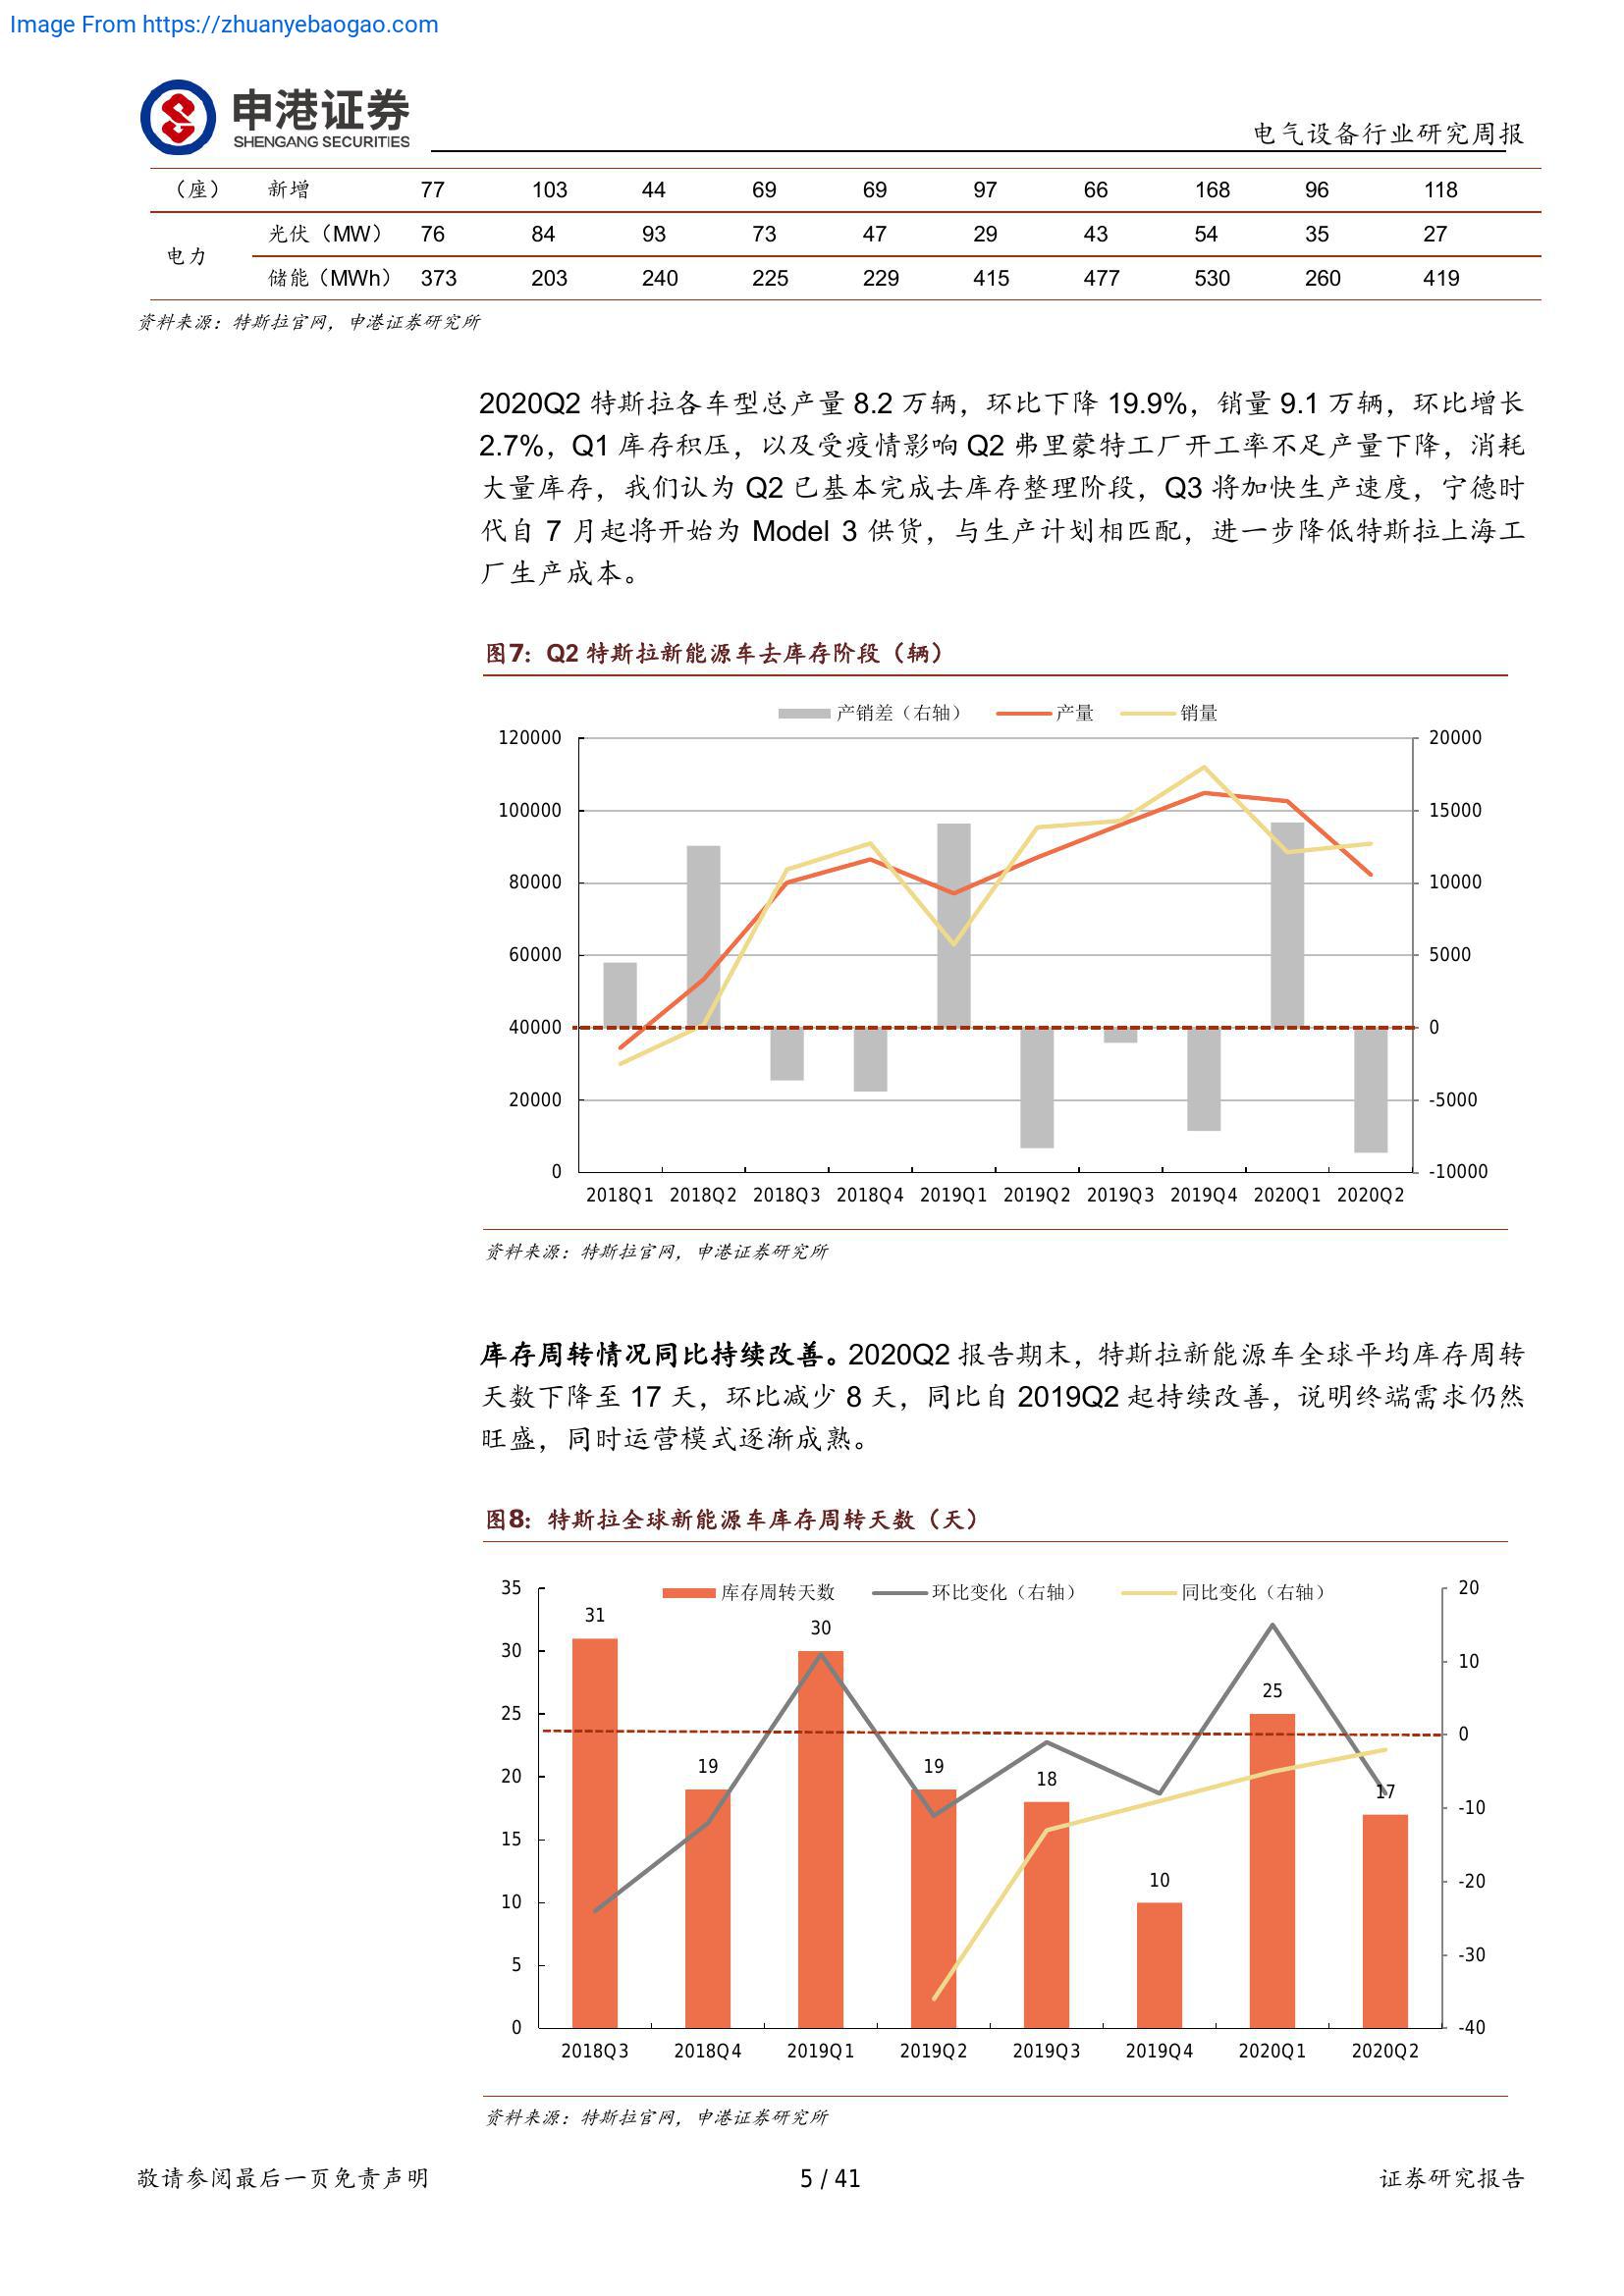 Image From https://zhuanyebaogao.com
申港证券
SHENGANG SECURITIES
电气设备行业研究周报
（座） 新增 77 103 44 69 69 97 66 168 96 118
电力
光伏（MW） 76 84 93 73 47 29 43 54 35 27
储能（MWh） 373 203 240 225 229 415 477 530 260 419
资料来源：特斯拉官网，申港证券研究所
2020Q2 特斯拉各车型总产量 8.2 万辆，环比下降 19.9%，销量 9.1 万辆，环比增长
2.7%，Q1 库存积压，以及受疫情影响 Q2 弗里蒙特工厂开工率不足产量下降，消耗
大量库存，我们认为 Q2 已基本完成去库存整理阶段，Q3 将加快生产速度，宁德时
代自 7 月起将开始为 Model 3 供货，与生产计划相匹配，进一步降低特斯拉上海工
厂生产成本。
图7：Q2 特斯拉新能源车去库存阶段（辆）
产销差（右轴） 产量 销量
120000 20000
100000 15000
80000 10000
60000 5000
40000 0
20000 -5000
0 -10000
2018Q1 2018Q2 2018Q3 2018Q4 2019Q1 2019Q2 2019Q3 2019Q4 2020Q1 2020Q2
资料来源：特斯拉官网，申港证券研究所
库存周转情况同比持续改善。2020Q2 报告期末，特斯拉新能源车全球平均库存周转
天数下降至 17 天，环比减少 8 天，同比自 2019Q2 起持续改善，说明终端需求仍然
旺盛，同时运营模式逐渐成熟。
图8：特斯拉全球新能源车库存周转天数（天）
库存周转天数 环比变化（右轴） 同比变化（右轴）
35 20
31
30
30 10
25
25 0
19 19 18 17
20 -10
15
10
10 -20
5 -30
0 -40
2018Q3 2018Q4 2019Q1 2019Q2 2019Q3 2019Q4 2020Q1 2020Q2
资料来源：特斯拉官网，申港证券研究所
敬请参阅最后一页免责声明 5 / 41 证券研究报告